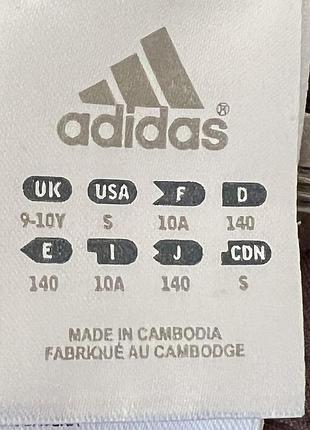 adidas®
UK USA F D
9-10Y S 10A 140
E I J CDN
140 10A 140 S
MADE IN CAMBODIA
FABRIQUÉ AU CAMBODGE